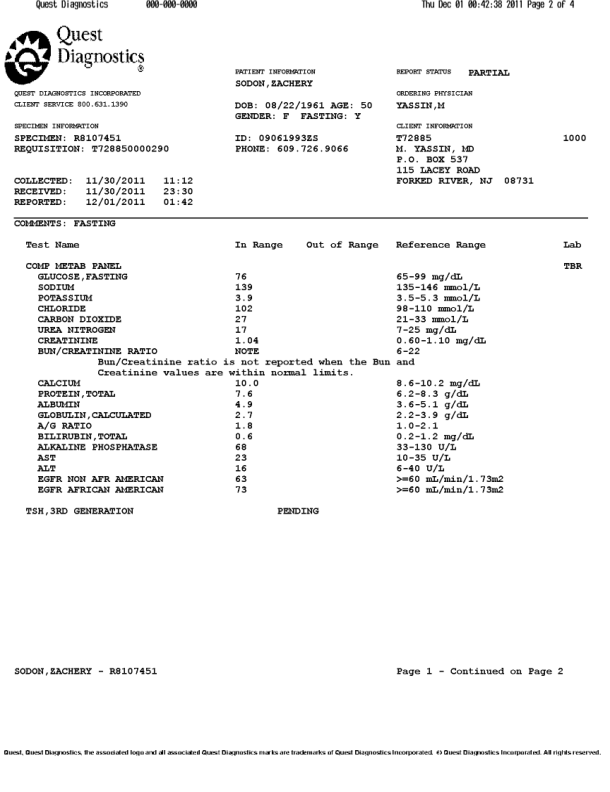 Quest Diagnostics 000-000-0000 Thu Dec 01 00:42:38 2011 Page 2 of 4
Quest
Diagnostics
®
PATIENT INFORMATION REPORT STATUS PARTIAL
SODON,ZACHERY
QUEST DIAGNOSTICS INCORPORATED ORDERING PHYSICIAN
CLIENT SERVICE 800.631.1390 DOB: 08/22/1961 AGE: 50 YASSIN,M
GENDER: F FASTING: Y
SPECIMEN INFORMATION CLIENT INFORMATION
SPECIMEN: R8107451 ID: 09061993ZS T72885 1000
REQUISITION: T728850000290 PHONE: 609.726.9066 M. YASSIN, MD
P.O. BOX 537
115 LACEY ROAD
COLLECTED: 11/30/2011 11:12 FORKED RIVER, NJ 08731
RECEIVED: 11/30/2011 23:30
REPORTED: 12/01/2011 01:42
COMMENTS: FASTING
Test Name In Range Out of Range Reference Range Lab
COMP METAB PANEL TBR
GLUCOSE,FASTING 76 65-99 mg/dL
SODIUM 139 135-146 mmol/L
POTASSIUM 3.9 3.5-5.3 mmol/L
CHLORIDE 102 98-110 mmol/L
CARBON DIOXIDE 27 21-33 mmol/L
UREA NITROGEN 17 7-25 mg/dL
CREATININE 1.04 0.60-1.10 mg/dL
BUN/CREATININE RATIO NOTE 6-22
Bun/Creatinine ratio is not reported when the Bun and
Creatinine values are within normal limits.
CALCIUM 10.0 8.6-10.2 mg/dL
PROTEIN,TOTAL 7.6 6.2-8.3 g/dL
ALBUMIN 4.9 3.6-5.1 g/dL
GLOBULIN,CALCULATED 2.7 2.2-3.9 g/dL
A/G RATIO 1.8 1.0-2.1
BILIRUBIN,TOTAL 0.6 0.2-1.2 mg/dL
ALKALINE PHOSPHATASE 68 33-130 U/L
AST 23 10-35 U/L
ALT 16 6-40 U/L
EGFR NON AFR AMERICAN 63 >=60 mL/min/1.73m2
EGFR AFRICAN AMERICAN 73 >=60 mL/min/1.73m2
TSH,3RD GENERATION PENDING
SODON,ZACHERY - R8107451 Page 1 - Continued on Page 2
Quest, Quest Diagnostics, the associated logo and all associated Quest Diagnostics marks are trademarks of Quest Diagnostics Incorporated. © Quest Diagnostics Incorporated. All rights reserved.